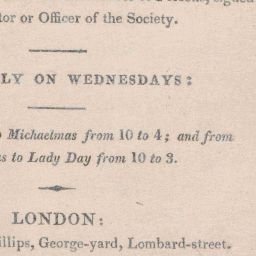 tor or Officer of the Society.
LY ON WEDNESDAYS:
Michaelmas from 10 to 4; and from
to Lady Day from 10 to 3.
LONDON:
illips, George-yard, Lombard-street.